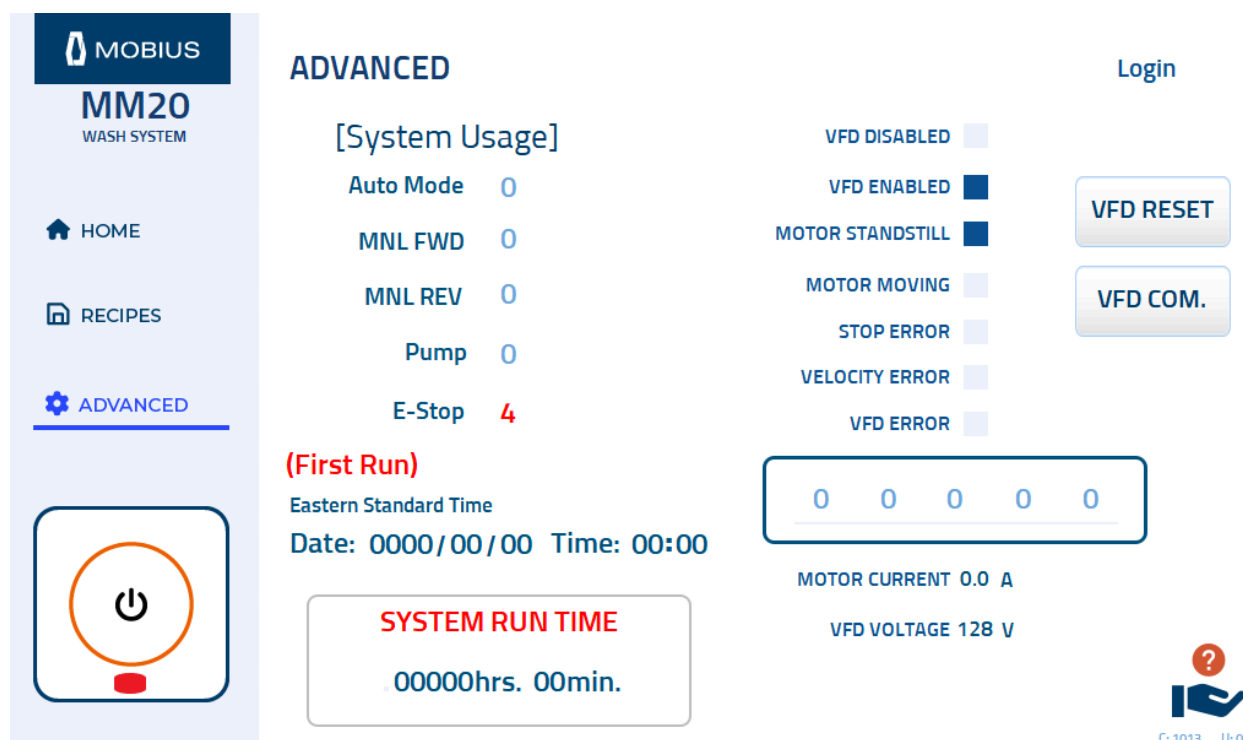 MOBIUS
MM20
WASH SYSTEM
HOME
RECIPES
ADVANCED
ADVANCED
Login
[System Usage]
Auto Mode 0
MNL FWD 0
MNL REV 0
Pump 0
E-Stop 4
(First Run)
Eastern Standard Time
Date: 0000/00/00 Time: 00:00
SYSTEM RUN TIME
00000hrs. 00min.
VFD DISABLED
VFD ENABLED
MOTOR STANDSTILL
MOTOR MOVING
STOP ERROR
VELOCITY ERROR
VFD ERROR
VFD RESET
VFD COM.
0 0 0 0 0
MOTOR CURRENT 0.0 A
VFD VOLTAGE 128 V
?